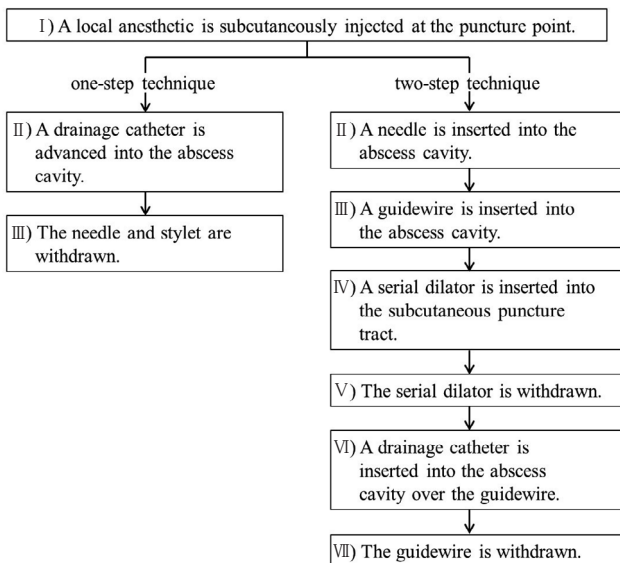 Ⅰ) A local anesthetic is subcutaneously injected at the puncture point.
one-step technique
Ⅱ) A drainage catheter is
advanced into the abscess
cavity.
Ⅲ) The needle and stylet are
withdrawn.
two-step technique
Ⅱ) A needle is inserted into the
abscess cavity.
Ⅲ) A guidewire is inserted into
the abscess cavity.
Ⅳ) A serial dilator is inserted into
the subcutaneous puncture
tract.
Ⅴ) The serial dilator is withdrawn.
Ⅵ) A drainage catheter is
inserted into the abscess
cavity over the guidewire.
Ⅶ) The guidewire is withdrawn.